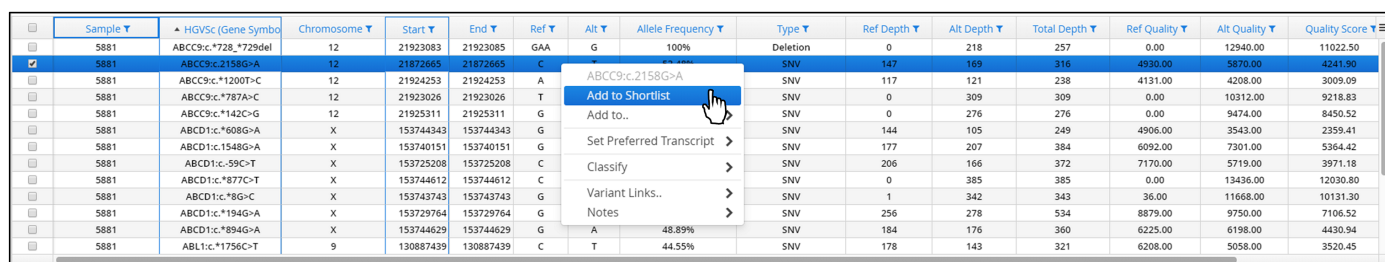 Sample HGVSc (Gene Symbo Chromosome Start End Ref Alt Allele Frequency Type Ref Depth Alt Depth Total Depth Ref Quality Alt Quality Quality Score
5881 ABCC9:c.*728_*729del 12 21923083 21923085 GAA G 100% Deletion 0 218 257 0.00 12940.00 11022.50
5881 ABCC9:c.2158G>A 12 21872665 21872665 C SNV 147 169 316 4930.00 5870.00 4241.90
5881 ABCC9:c.*1200T>C 12 21924253 21924253 A SNV 117 121 238 4131.00 4208.00 3009.09
5881 ABCC9:c.*787A>C 12 21923026 21923026 T SNV 0 309 309 0.00 10312.00 9218.83
5881 ABCC9:c.*142C>G 12 21925311 21925311 G SNV 0 276 276 0.00 9474.00 8450.52
5881 ABCD1:c.*608G>A X 153744343 153744343 G SNV 144 105 249 4906.00 3543.00 2359.41
5881 ABCD1:c.1548G>A X 153740151 153740151 G SNV 177 207 384 6092.00 7301.00 5364.42
5881 ABCD1:c.-59C>T X 153725208 153725208 C SNV 206 166 372 7170.00 5719.00 3971.18
5881 ABCD1:c.*877C>T X 153744612 153744612 C SNV 0 385 385 0.00 13436.00 12030.80
5881 ABCD1:c.*8G>C X 153743743 153743743 G SNV 1 342 343 36.00 11668.00 10131.30
5881 ABCD1:c.*194G>A X 153729764 153729764 G SNV 256 278 534 8879.00 9750.00 7106.52
5881 ABCD1:c.*894G>A X 153744629 153744629 G A 48.89% SNV 184 176 360 6225.00 6198.00 4430.94
5881 ABL1:c.*1756C>T 9 130887439 130887439 C T 44.55% SNV 178 143 321 6208.00 5058.00 3520.45
ABCC9:c.2158G>A
Add to Shortlist
Add to..
Set Preferred Transcript
Classify
Variant Links..
Notes